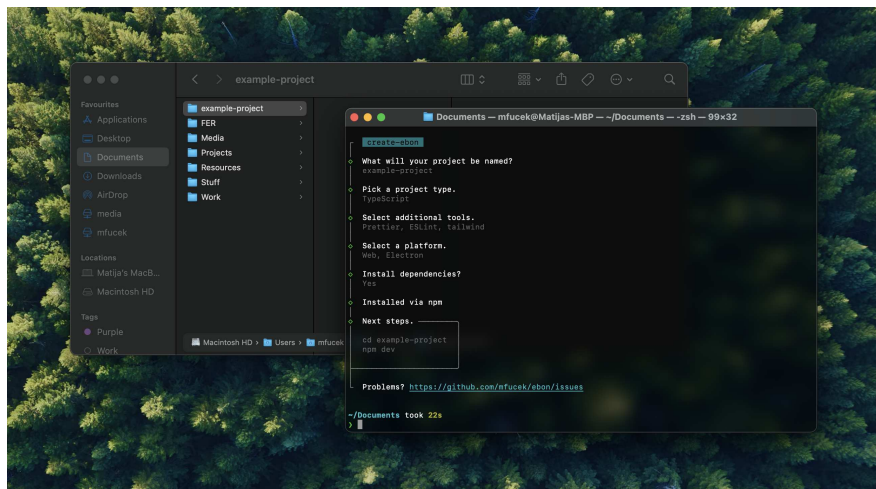 example-project
Favourites
Applications
Desktop
Documents
Downloads
AirDrop
media
mfucek
Locations
Matija's MacB...
Macintosh HD
Tags
Purple
Work
example-project
FER
Media
Projects
Resources
Stuff
Work
Macintosh HD › Users › mfucek
Documents — mfucek@Matijas-MBP — ~/Documents — -zsh — 99×32
create-ebon
What will your project be named?
example-project
Pick a project type.
TypeScript
Select additional tools.
Prettier, ESLint, tailwind
Select a platform.
Web, Electron
Install dependencies?
Yes
Installed via npm
Next steps.
cd example-project
npm dev
Problems? https://github.com/mfucek/ebon/issues
~/Documents took 22s
❯